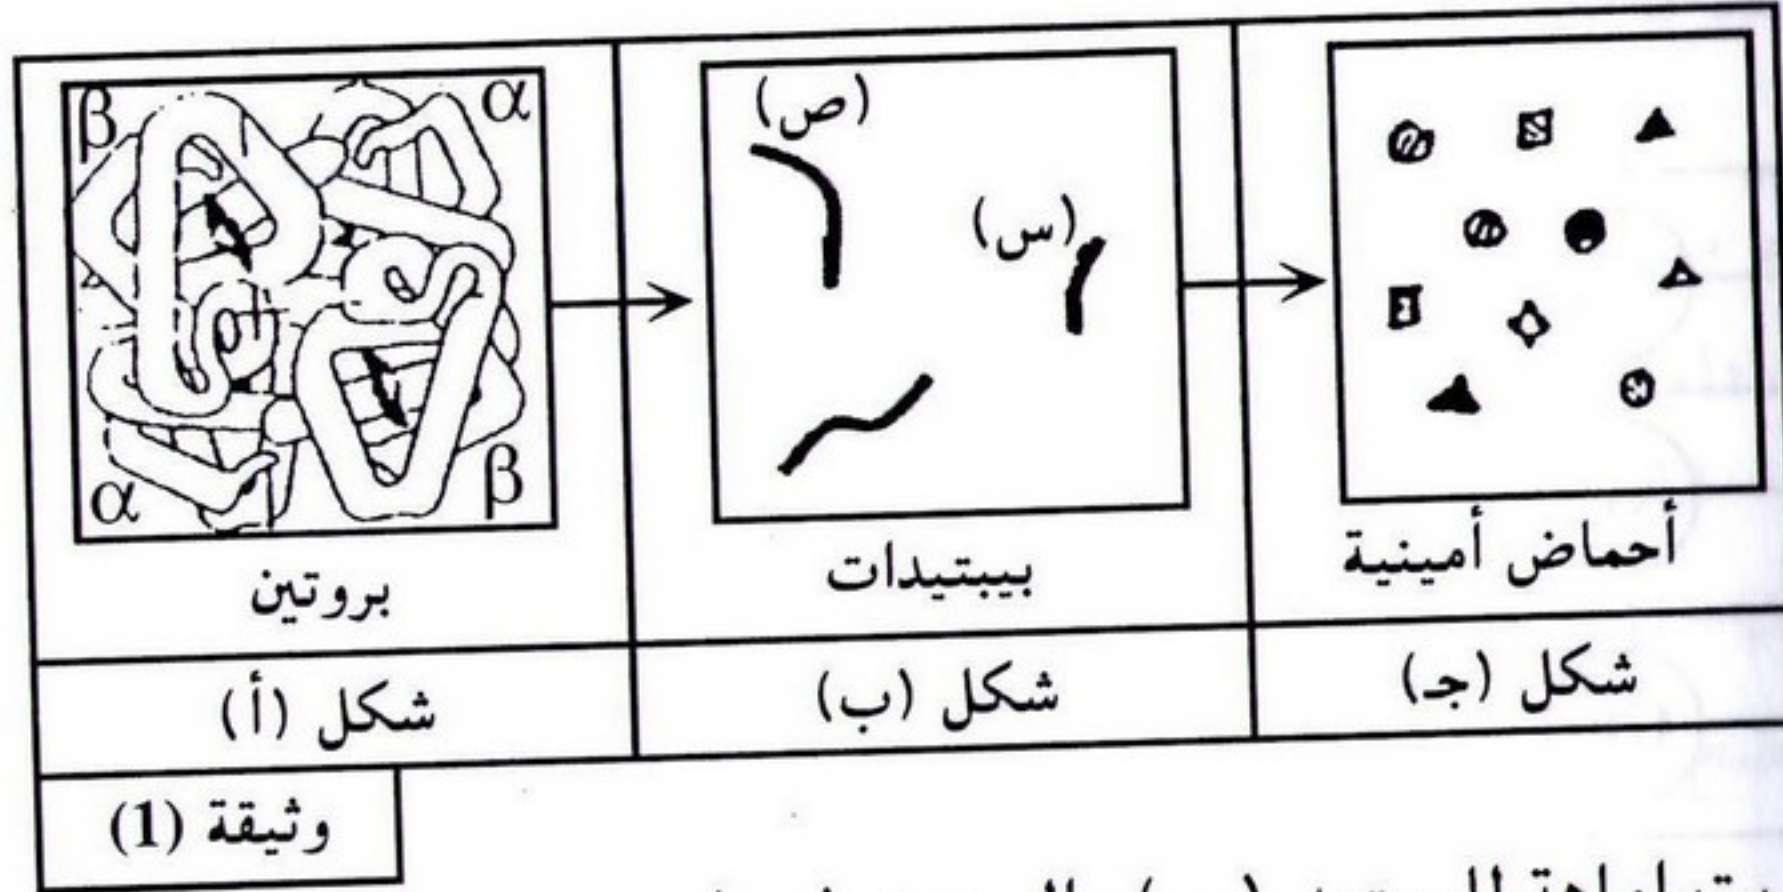 β
α
α
β
بروتين
شكل (أ)
(ص)
(س)
بيبتيدات
شكل (ب)
أحماض أمينية
شكل (جـ)
وثيقة (1)